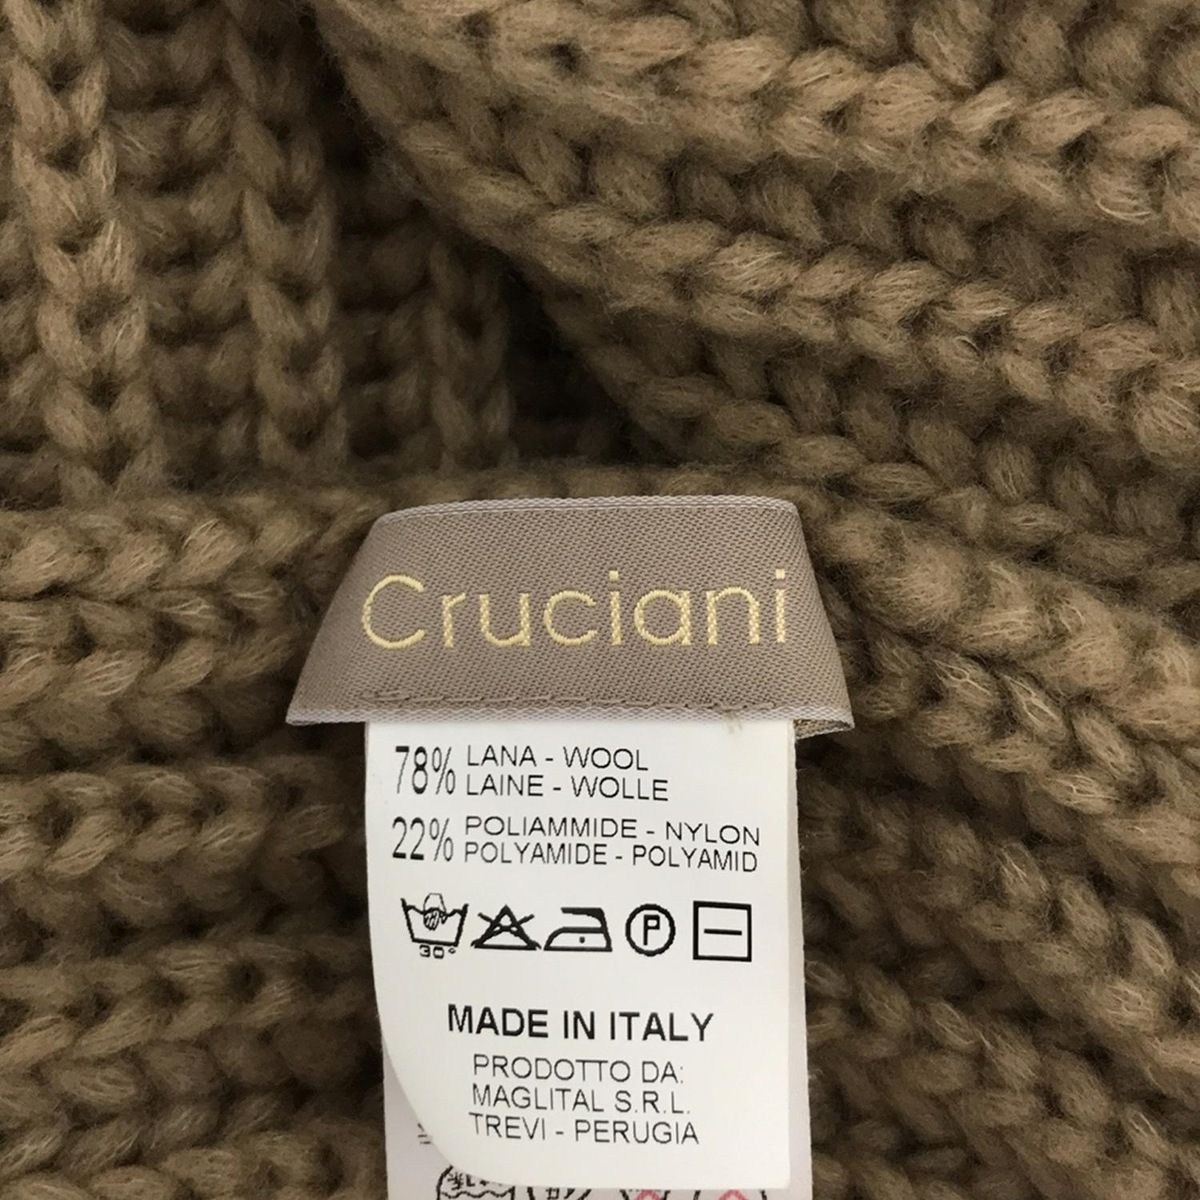 Cruciani
78% LANA - WOOL
LAINE - WOLLE
22% POLIAMMIDE - NYLON
POLYAMIDE - POLYAMID
30°
P
MADE IN ITALY
PRODOTTO DA:
MAGLITAL S.R.L.
TREVI - PERUGIA